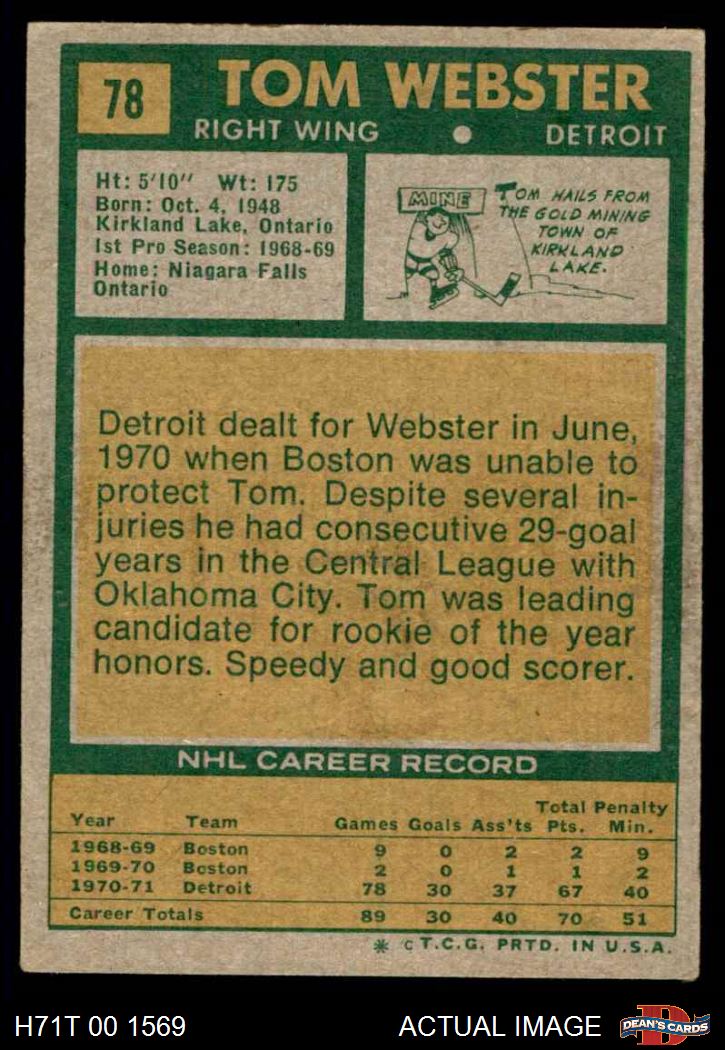 78
TOM WEBSTER
RIGHT WING • DETROIT
Ht: 5'10" Wt: 175
Born: Oct. 4, 1948
Kirkland Lake, Ontario
1st Pro Season: 1968-69
Home: Niagara Falls
Ontario
MINE
TOM HAILS FROM
THE GOLD MINING
TOWN OF
KIRKLAND
LAKE.
Detroit dealt for Webster in June,
1970 when Boston was unable to
protect Tom. Despite several in-
juries he had consecutive 29-goal
years in the Central League with
Oklahoma City. Tom was leading
candidate for rookie of the year
honors. Speedy and good scorer.
NHL CAREER RECORD
Total Penalty
Year Team Games Goals Ass'ts Pts. Min.
1968-69 Boston 9 0 2 2 9
1969-70 Boston 2 0 1 1 2
1970-71 Detroit 78 30 37 67 40
Career Totals 89 30 40 70 51
* © T.C.G. PRTD. IN U.S.A.
H71T 00 1569 ACTUAL IMAGE
D
DEAN'S CARDS